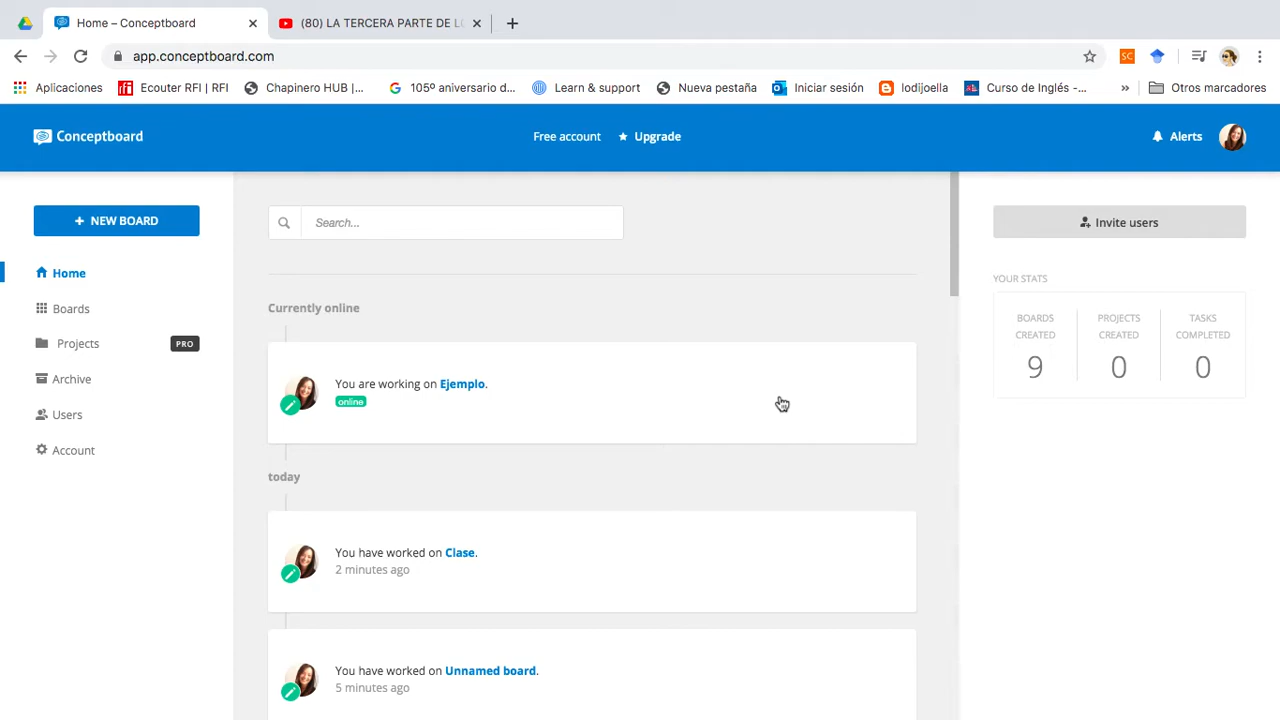 Home – Conceptboard
(80) LA TERCERA PARTE DE LO
app.conceptboard.com
SC
Aplicaciones
Ecouter RFI | RFI
Chapinero HUB |...
105º aniversario d...
Learn & support
Nueva pestaña
Iniciar sesión
lodijoella
Curso de Inglés -...
»
Otros marcadores
Conceptboard
Free account
Upgrade
Alerts
+ NEW BOARD
Home
Boards
Projects
PRO
Archive
Users
Account
Search...
Currently online
You are working on Ejemplo.
online
today
You have worked on Clase.
2 minutes ago
You have worked on Unnamed board.
5 minutes ago
Invite users
YOUR STATS
BOARDS
CREATED
9
PROJECTS
CREATED
0
TASKS
COMPLETED
0